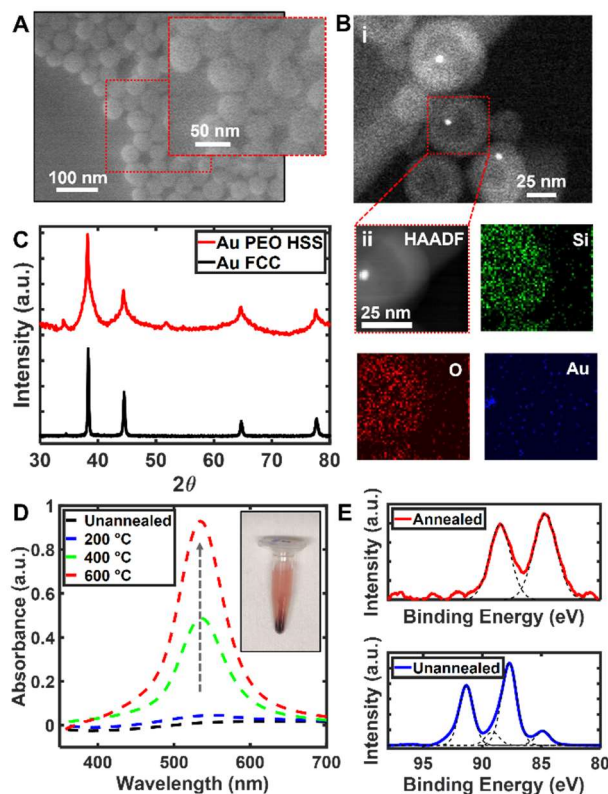 A
50 nm
100 nm
B
i
25 nm
ii
HAADF
25 nm
Si
O
Au
C
Au PEO HSS
Au FCC
Intensity (a.u.)
30 40 50 60 70 80
2θ
D
Unannealed
200 °C
400 °C
600 °C
Absorbance (a.u.)
1
0.8
0.6
0.4
0.2
0
400 500 600 700
Wavelength (nm)
E
Annealed
Intensity (a.u.)
Binding Energy (eV)
Unannealed
Intensity (a.u.)
95 90 85 80
Binding Energy (eV)